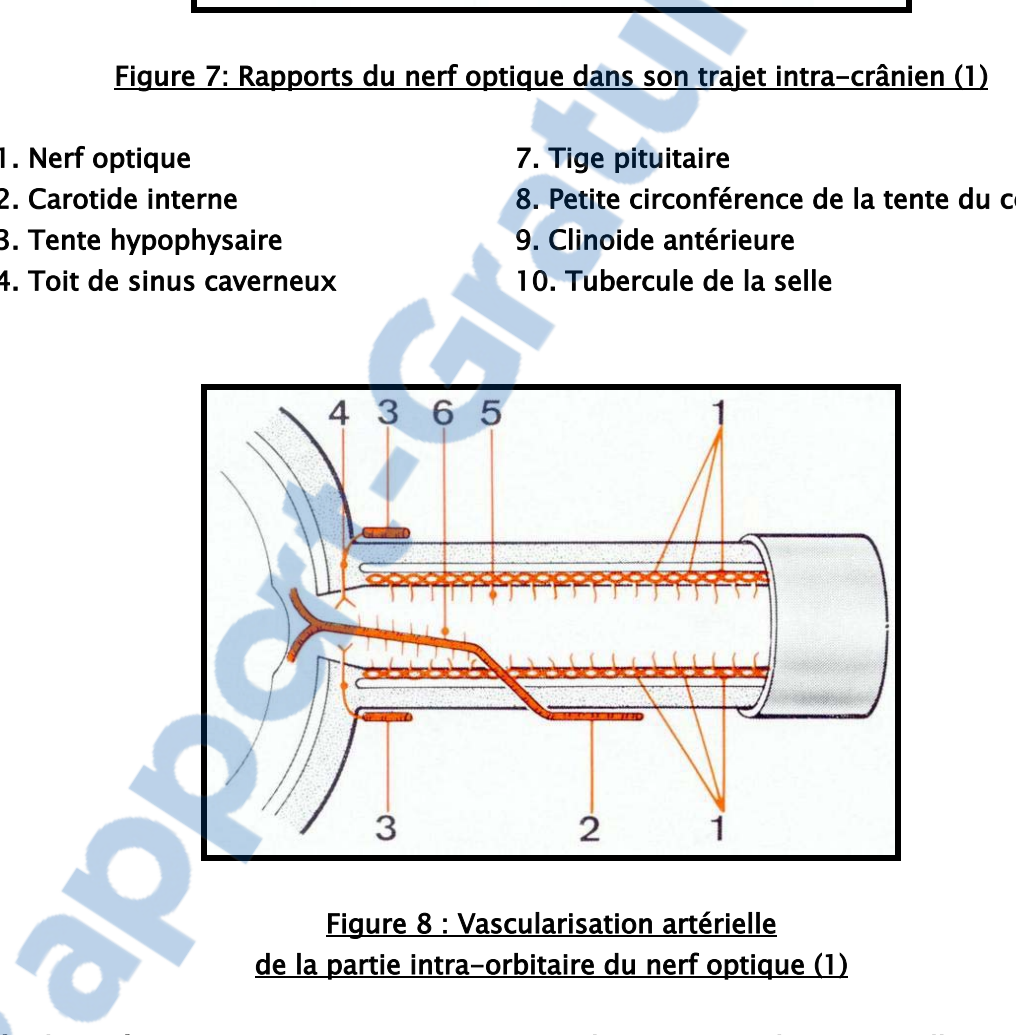 Figure 7: Rapports du nerf optique dans son trajet intra-crânien (1)
1. Nerf optique
2. Carotide interne
3. Tente hypophysaire
4. Toit de sinus caverneux
7. Tige pituitaire
8. Petite circonférence de la tente du
9. Clinoide antérieure
10. Tubercule de la selle
4 3 6 5 1
3 2 1
Figure 8 : Vascularisation artérielle
de la partie intra-orbitaire du nerf optique (1)